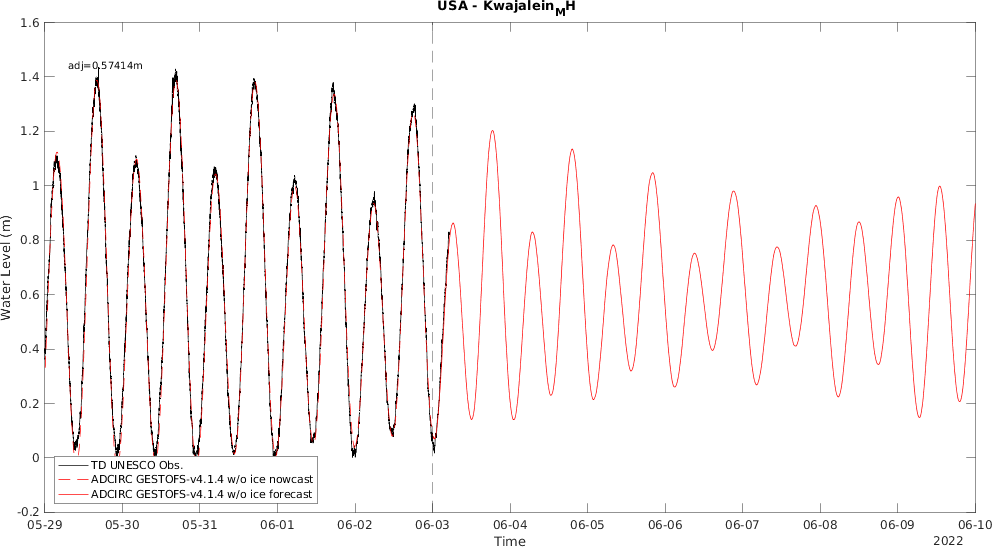 USA - Kwajalein_MH
adj=0.57414m
1.6
1.4
1.2
1
0.8
0.6
0.4
0.2
0
-0.2
Water Level (m)
TD UNESCO Obs.
ADCIRC GESTOFS-v4.1.4 w/o ice nowcast
ADCIRC GESTOFS-v4.1.4 w/o ice forecast
05-29 05-30 05-31 06-01 06-02 06-03 06-04 06-05 06-06 06-07 06-08 06-09 06-10
Time
2022